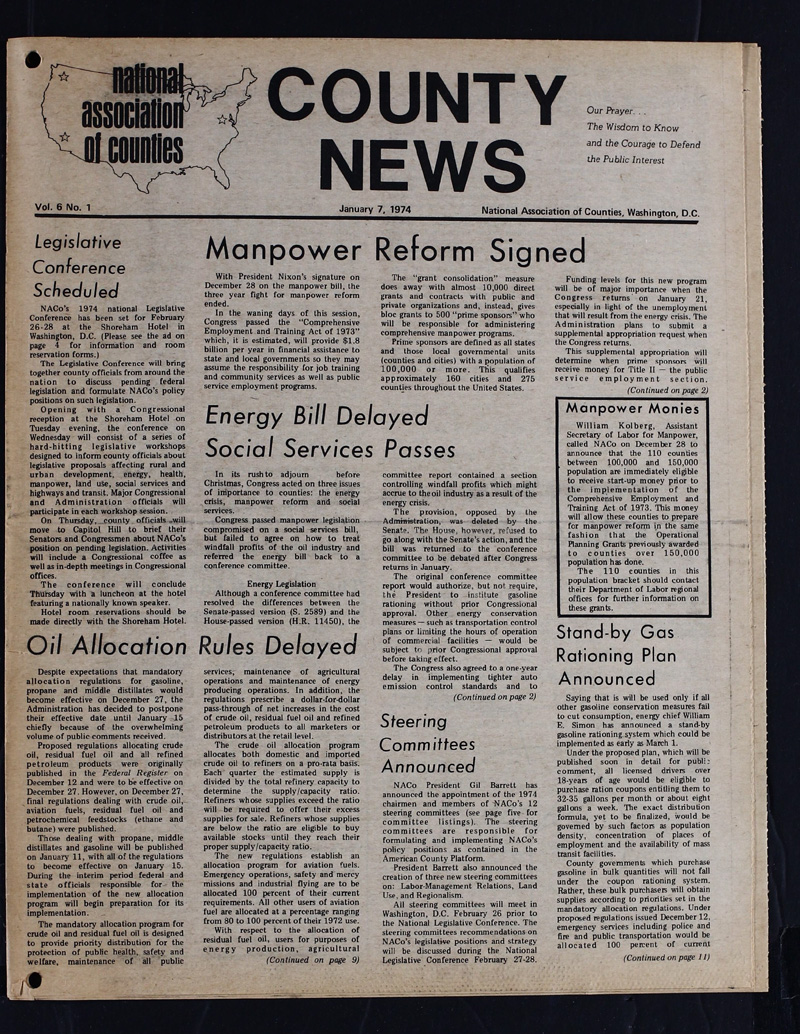 national
association
of counties
COUNTY
NEWS
Our Prayer. . .
The Wisdom to Know
and the Courage to Defend
the Public Interest
Vol. 6 No. 1
January 7, 1974
National Association of Counties, Washington, D.C.
Legislative
Conference
Scheduled
NACo's 1974 national Legislative
Conference has been set for February
26-28 at the Shoreham Hotel in
Washington, D.C. (Please see the ad on
page 4 for information and room
reservation forms.)
The Legislative Conference will bring
together county officials from around the
nation to discuss pending federal
legislation and formulate NACo's policy
positions on such legislation.
Opening with a Congressional
reception at the Shoreham Hotel on
Tuesday evening, the conference on
Wednesday will consist of a series of
hard-hitting legislative workshops
designed to inform county officials about
legislative proposals affecting rural and
urban development, energy, health,
manpower, land use, social services and
highways and transit. Major Congressional
and Administration officials will
participate in each workshop session.
On Thursday, county officials will
move to Capitol Hill to brief their
Senators and Congressmen about NACo's
position on pending legislation. Activities
will include a Congressional coffee as
well as in-depth meetings in Congressional
offices.
The conference will conclude
Thursday with a luncheon at the hotel
featuring a nationally known speaker.
Hotel room reservations should be
made directly with the Shoreham Hotel.
Manpower Reform Signed
With President Nixon's signature on
December 28 on the manpower bill, the
three year fight for manpower reform
ended.
In the waning days of this session,
Congress passed the "Comprehensive
Employment and Training Act of 1973"
which, it is estimated, will provide $1.8
billion per year in financial assistance to
state and local governments so they may
assume the responsibility for job training
and community services as well as public
service employment programs.
The "grant consolidation" measure
does away with almost 10,000 direct
grants and contracts with public and
private organizations and, instead, gives
bloc grants to 500 "prime sponsors" who
will be responsible for administering
comprehensive manpower programs.
Prime sponsors are defined as all states
and those local governmental units
(counties and cities) with a population of
100,000 or more. This qualifies
approximately 160 cities and 275
counties throughout the United States.
Funding levels for this new program
will be of major importance when the
Congress returns on January 21,
especially in light of the unemployment
that will result from the energy crisis. The
Administration plans to submit a
supplemental appropriation request when
the Congress returns.
This supplemental appropriation will
determine when prime sponsors will
receive money for Title II — the public
service employment section.
(Continued on page 2)
Energy Bill Delayed
Social Services Passes
In its rush to adjourn before
Christmas, Congress acted on three issues
of importance to counties: the energy
crisis, manpower reform and social
services.
Congress passed manpower legislation
compromised on a social services bill,
but failed to agree on how to treat
windfall profits of the oil industry and
referred the energy bill back to a
conference committee.
Energy Legislation
Although a conference committee had
resolved the differences between the
Senate-passed version (S. 2589) and the
House-passed version (H.R. 11450), the
committee report contained a section
controlling windfall profits which might
accrue to the oil industry as a result of the
energy crisis.
The provision, opposed by the
Administration, was deleted by the
Senate. The House, however, refused to
go along with the Senate's action, and the
bill was returned to the conference
committee to be debated after Congress
returns in January.
The original conference committee
report would authorize, but not require,
the President to institute gasoline
rationing without prior Congressional
approval. Other energy conservation
measures — such as transportation control
plans or limiting the hours of operation
of commercial facilities — would be
subject to prior Congressional approval
before taking effect.
The Congress also agreed to a one-year
delay in implementing tighter auto
emission control standards and to
(Continued on page 2)
Manpower Monies
William Kolberg, Assistant
Secretary of Labor for Manpower,
called NACo on December 28 to
announce that the 110 counties
between 100,000 and 150,000
population are immediately eligible
to receive start-up money prior to
the implementation of the
Comprehensive Employment and
Training Act of 1973. This money
will allow these counties to prepare
for manpower reform in the same
fashion that the Operational
Planning Grants previously awarded
to counties over 150,000
population has done.
The 110 counties in this
population bracket should contact
their Department of Labor regional
offices for further information on
these grants.
Oil Allocation Rules Delayed
Despite expectations that mandatory
allocation regulations for gasoline,
propane and middle distillates would
become effective on December 27, the
Administration has decided to postpone
their effective date until January 15
chiefly because of the overwhelming
volume of public comments received.
Proposed regulations allocating crude
oil, residual fuel oil and all refined
petroleum products were originally
published in the Federal Register on
December 12 and were to be effective on
December 27. However, on December 27,
final regulations dealing with crude oil,
aviation fuels, residual fuel oil and
petrochemical feedstocks (ethane and
butane) were published.
Those dealing with propane, middle
distillates and gasoline will be published
on January 11, with all of the regulations
to become effective on January 15.
During the interim period federal and
state officials responsible for the
implementation of the new allocation
program will begin preparation for its
implementation.
The mandatory allocation program for
crude oil and residual fuel oil is designed
to provide priority distribution for the
protection of public health, safety and
welfare, maintenance of all public
services, maintenance of agricultural
operations and maintenance of energy
producing operations. In addition, the
regulations prescribe a dollar-for-dollar
pass-through of net increases in the cost
of crude oil, residual fuel oil and refined
petroleum products to all marketers or
distributors at the retail level.
The crude oil allocation program
allocates both domestic and imported
crude oil to refiners on a pro-rata basis.
Each quarter the estimated supply is
divided by the total refinery capacity to
determine the supply/capacity ratio.
Refiners whose supplies exceed the ratio
will be required to offer their excess
supplies for sale. Refiners whose supplies
are below the ratio are eligible to buy
available stocks until they reach their
proper supply/capacity ratio.
The new regulations establish an
allocation program for aviation fuels.
Emergency operations, safety and mercy
missions and industrial flying are to be
allocated 100 percent of their current
requirements. All other users of aviation
fuel are allocated at a percentage ranging
from 80 to 100 percent of their 1972 use.
With respect to the allocation of
residual fuel oil, users for purposes of
energy production, agricultural
(Continued on page 9)
Steering
Committees
Announced
NACo President Gil Barrett has
announced the appointment of the 1974
chairmen and members of NACo's 12
steering committees (see page five for
committee listings). The steering
committees are responsible for
formulating and implementing NACo's
policy positions as contained in the
American County Platform.
President Barrett also announced the
creation of three new steering committees
on: Labor-Management Relations, Land
Use, and Regionalism.
All steering committees will meet in
Washington, D.C. February 26 prior to
the National Legislative Conference. The
steering committees recommendations on
NACo's legislative positions and strategy
will be discussed during the National
Legislative Conference February 27-28.
Stand-by Gas
Rationing Plan
Announced
Saying that is will be used only if all
other gasoline conservation measures fail
to cut consumption, energy chief William
E. Simon has announced a stand-by
gasoline rationing system which could be
implemented as early as March 1.
Under the proposed plan, which will be
published soon in detail for public
comment, all licensed drivers over
18-years of age would be eligible to
purchase ration coupons entitling them to
32-35 gallons per month or about eight
gallons a week. The exact distribution
formula, yet to be finalized, would be
governed by such factors as population
density, concentration of places of
employment and the availability of mass
transit facilities.
County governments which purchase
gasoline in bulk quantities will not fall
under the coupon rationing system.
Rather, these bulk purchasers will obtain
supplies according to priorities set in the
mandatory allocation regulations. Under
proposed regulations issued December 12,
emergency services including police and
fire and public transportation would be
allocated 100 percent of current
(Continued on page 11)